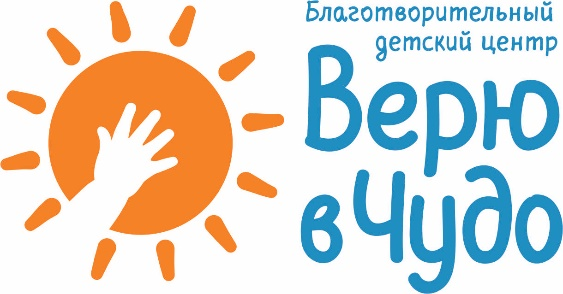 Благотворительный
детский центр
Верю
в Чудо